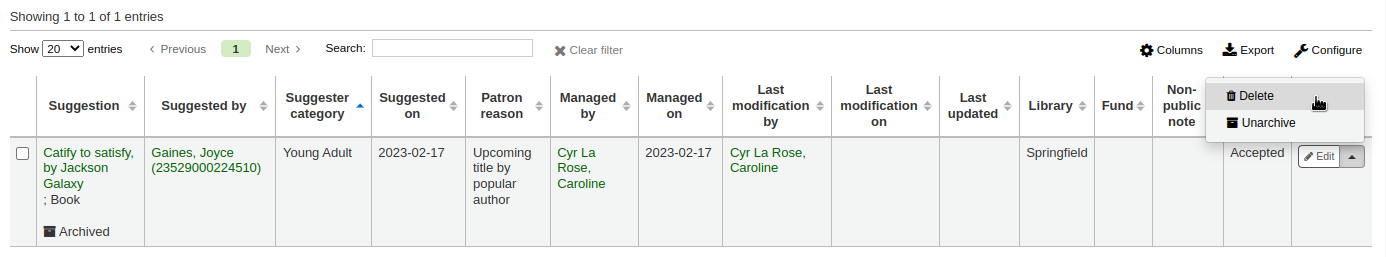 Showing 1 to 1 of 1 entries
Show 20 entries Previous 1 Next Search: Clear filter Columns Export Configure
Suggestion Suggested by Suggester category Suggested on Patron reason Managed by Managed on Last modification by Last modification on Last updated Library Fund Non-public note
Delete
Unarchive
Catify to satisfy, by Jackson Galaxy ; Book
Archived
Gaines, Joyce (23529000224510)
Young Adult
2023-02-17
Upcoming title by popular author
Cyr La Rose, Caroline
2023-02-17
Cyr La Rose, Caroline
Springfield
Accepted
Edit